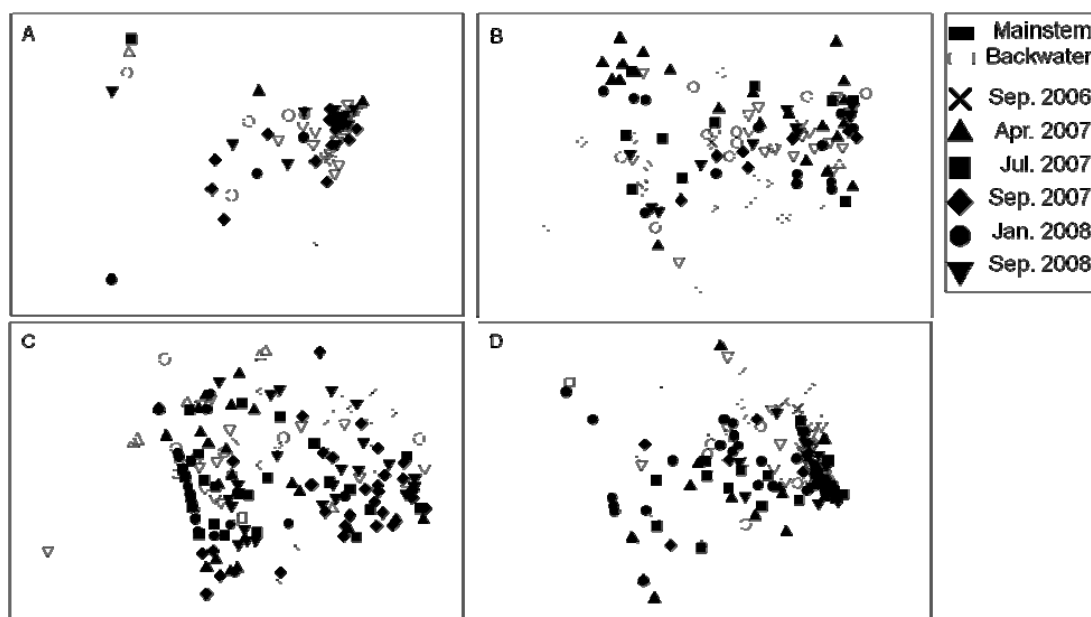 A
B
Mainstem
Backwater
Sep. 2006
Apr. 2007
Jul. 2007
Sep. 2007
Jan. 2008
Sep. 2008
C
D